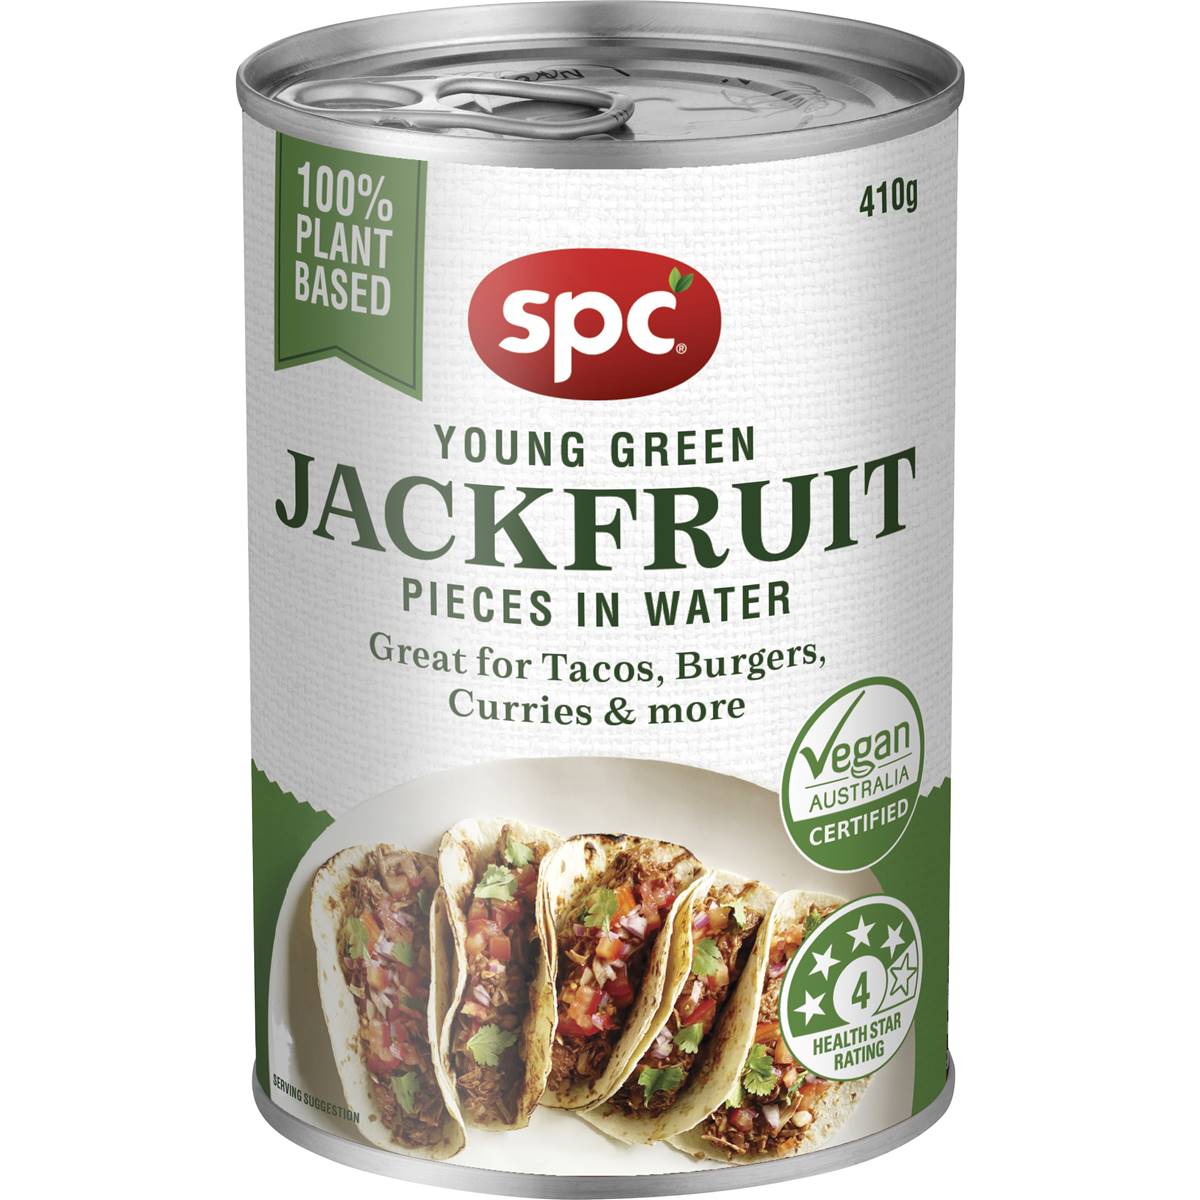 100%
PLANT
BASED
410g
spc®
YOUNG GREEN
JACKFRUIT
PIECES IN WATER
Great for Tacos, Burgers,
Curries & more
Vegan
AUSTRALIA
CERTIFIED
4
HEALTH STAR
RATING
SERVING SUGGESTION